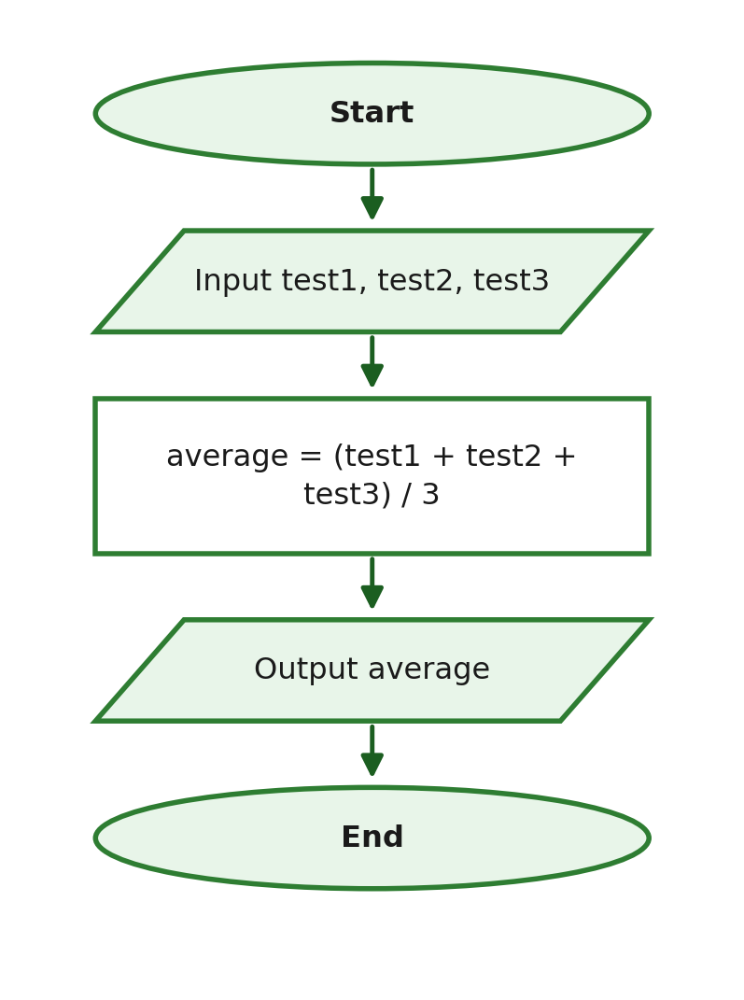 Start
Input test1, test2, test3
average = (test1 + test2 +
test3) / 3
Output average
End